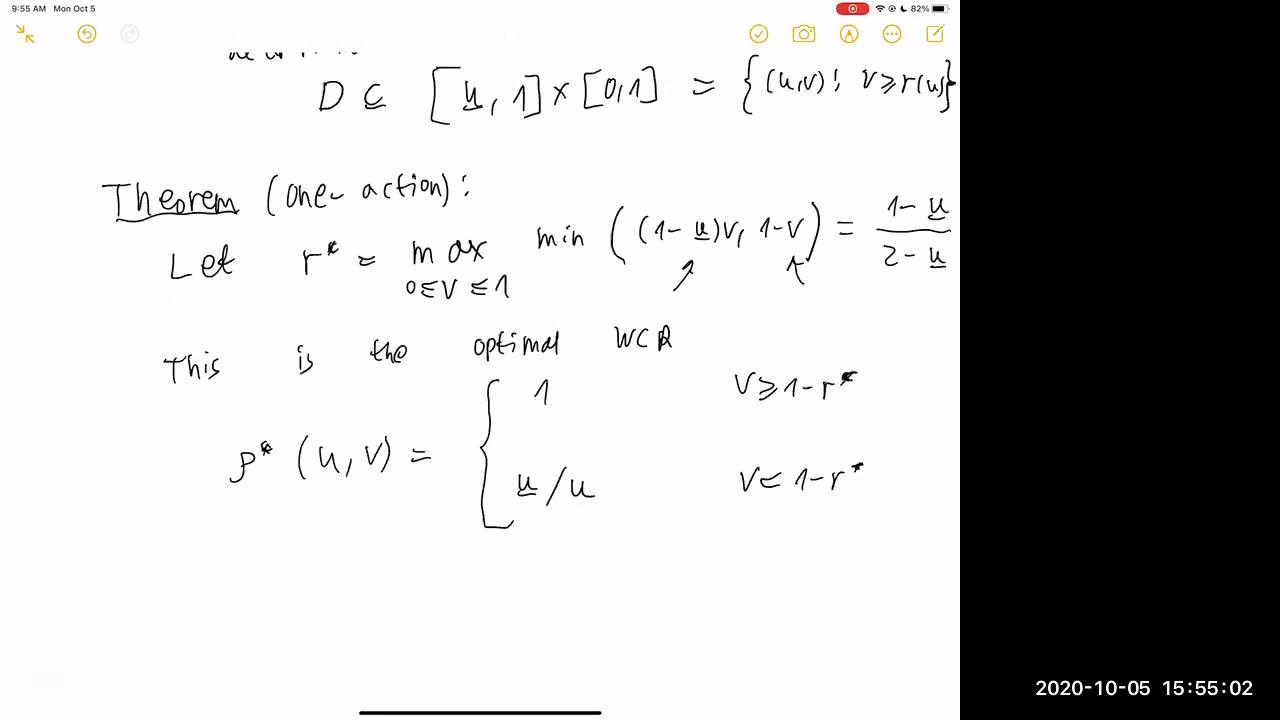 9:55 AM Mon Oct 5
82%
D ⊆ [u̲, 1] × [0,1] = {(u,v): v ≥ r(u)}
Theorem (one-action):
Let r* = max 0≤v≤1 min ((1-u̲)v, 1-v) = (1-u̲)/(2-u̲)
This is the optimal WCR
ρ*(u,v) = { 1 v ≥ 1-r*
u̲/u v < 1-r*
2020-10-05 15:55:02